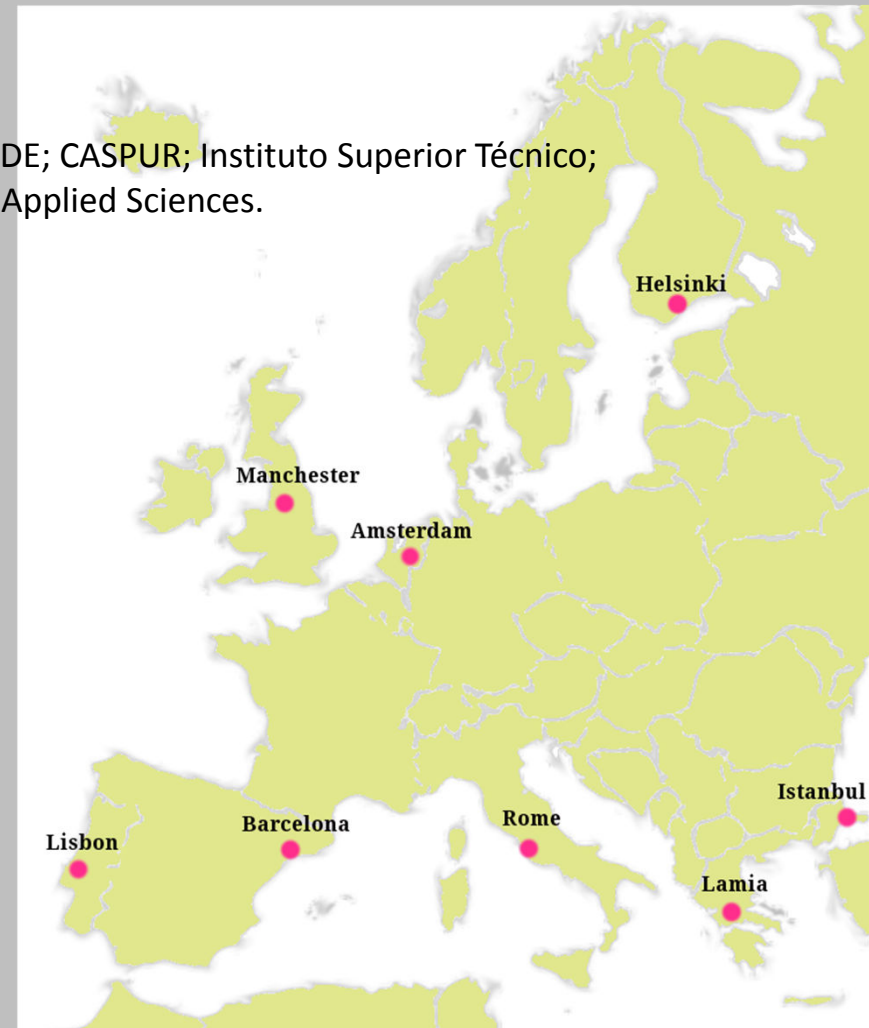 DE; CASPUR; Instituto Superior Técnico;
Applied Sciences.
Helsinki
Manchester
Amsterdam
Istanbul
Rome
Barcelona
Lisbon
Lamia